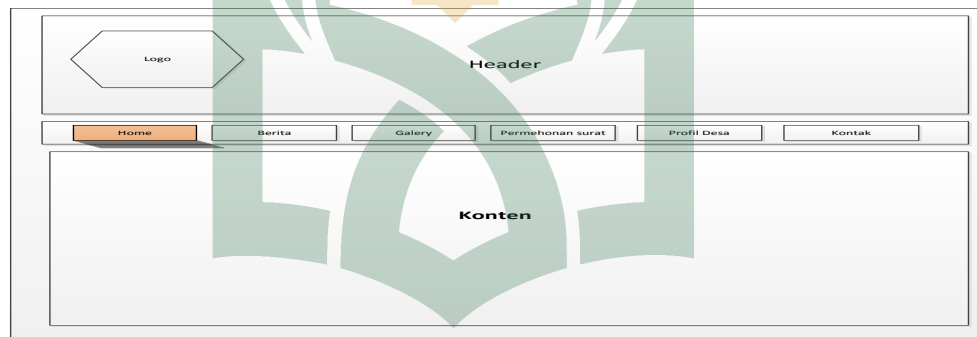 Logo
Header
Home Berita Galery Permehonan surat Profil Desa Kontak
Konten